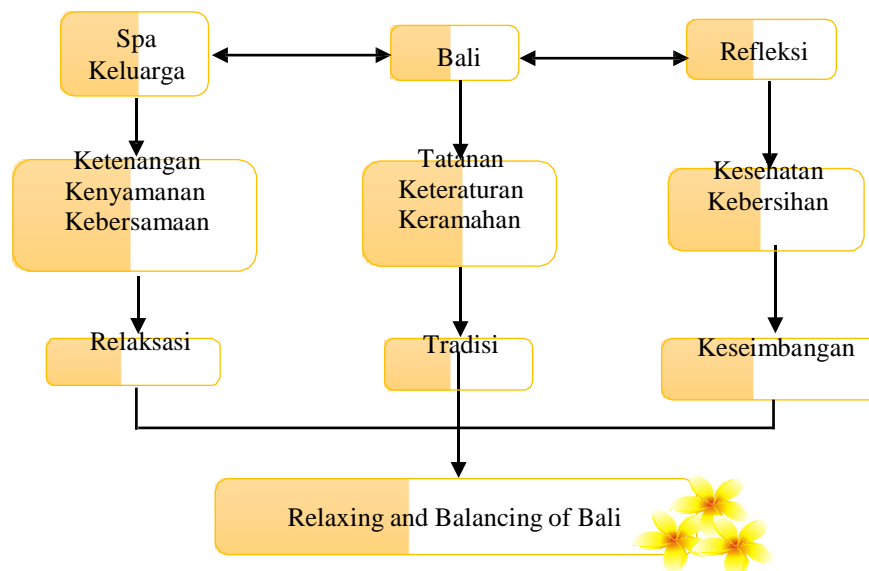 Spa
Keluarga
Bali
Refleksi
Ketenangan
Kenyamanan
Kebersamaan
Tatanan
Keteraturan
Keramahan
Kesehatan
Kebersihan
Relaksasi
Tradisi
Keseimbangan
Relaxing and Balancing of Bali